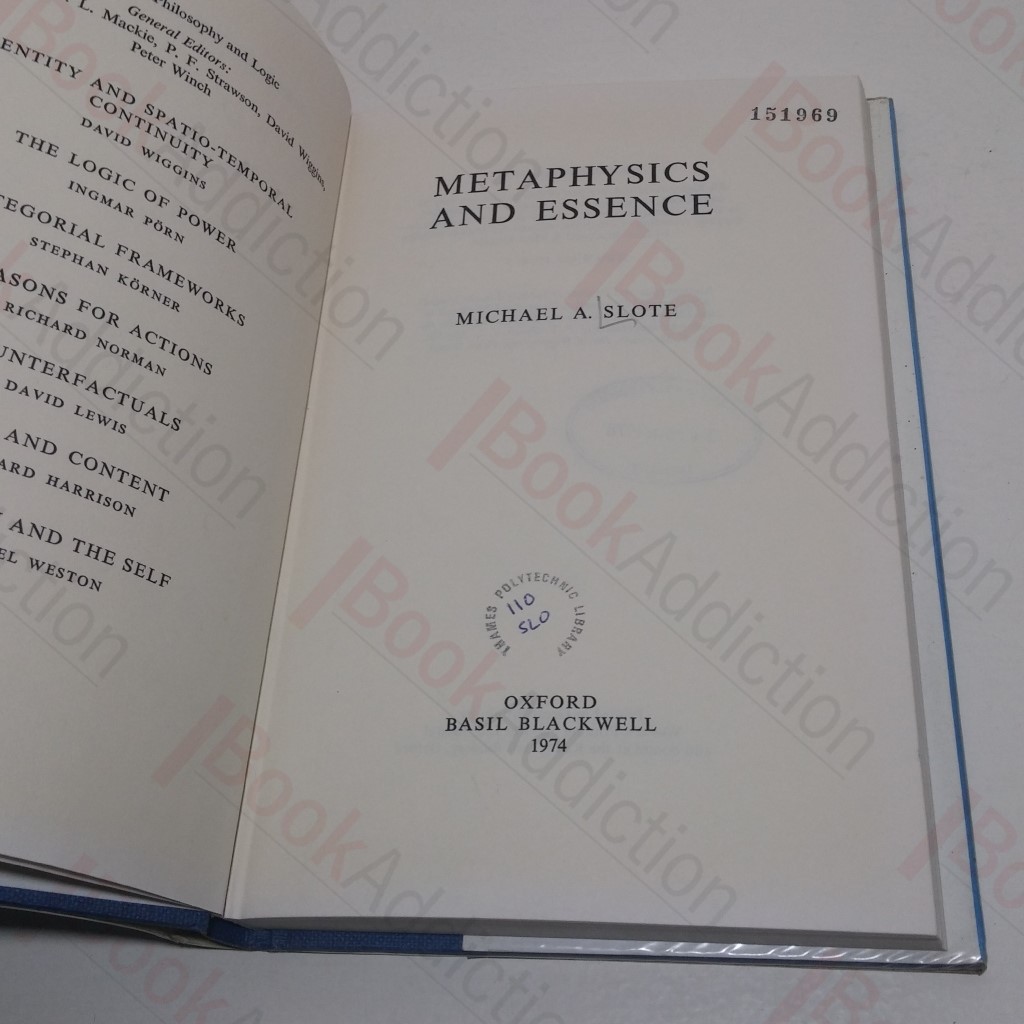 Philosophy and Logic
General Editors:
L. Mackie, P. F. Strawson, David Wiggins,
Peter Winch
ENTITY AND SPATIO-TEMPORAL
CONTINUITY
DAVID WIGGINS
THE LOGIC OF POWER
INGMAR PÖRN
TEGORIAL FRAMEWORKS
STEPHAN KÖRNER
ASONS FOR ACTIONS
RICHARD NORMAN
UNTERFACTUALS
DAVID LEWIS
AND CONTENT
ARD HARRISON
AND THE SELF
EL WESTON
151969
METAPHYSICS
AND ESSENCE
MICHAEL A. SLOTE
THAMES POLYTECHNIC LIBRARY
110
SLO
OXFORD
BASIL BLACKWELL
1974
BookAddiction